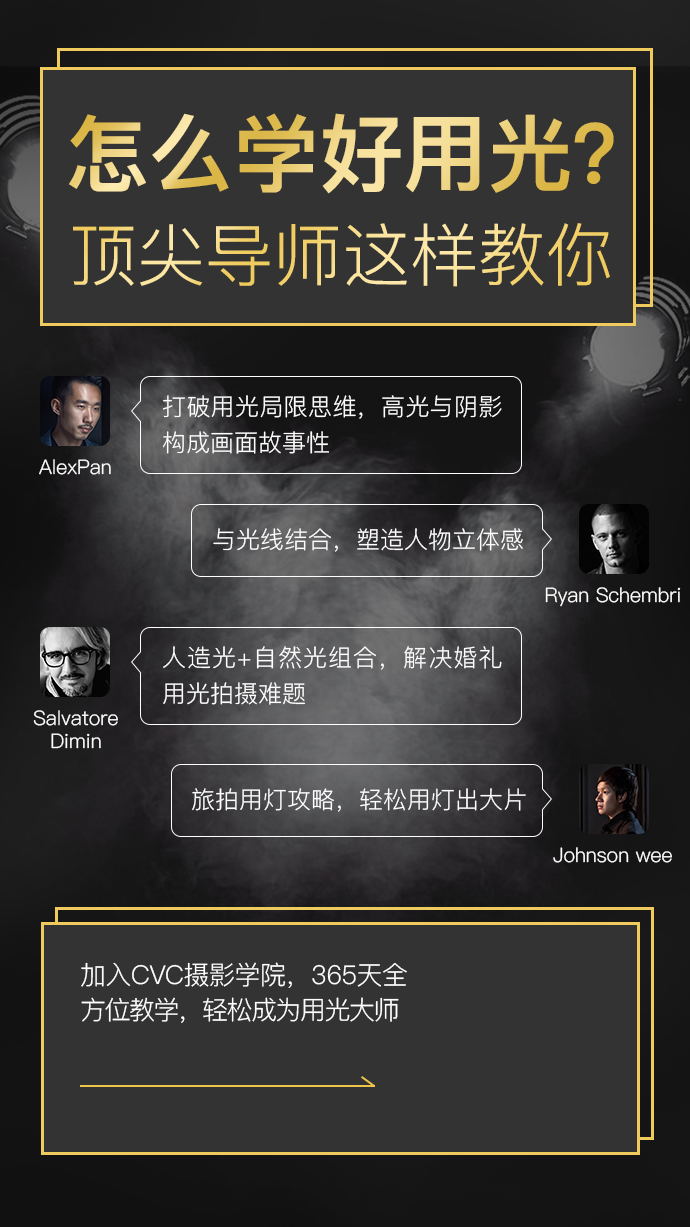 怎么学好用光?
顶尖导师这样教你
打破用光局限思维，高光与阴影
构成画面故事性
AlexPan
与光线结合，塑造人物立体感
Ryan Schembri
人造光+自然光组合，解决婚礼
用光拍摄难题
Salvatore
Dimin
旅拍用灯攻略，轻松用灯出大片
Johnson wee
加入CVC摄影学院，365天全
方位教学，轻松成为用光大师